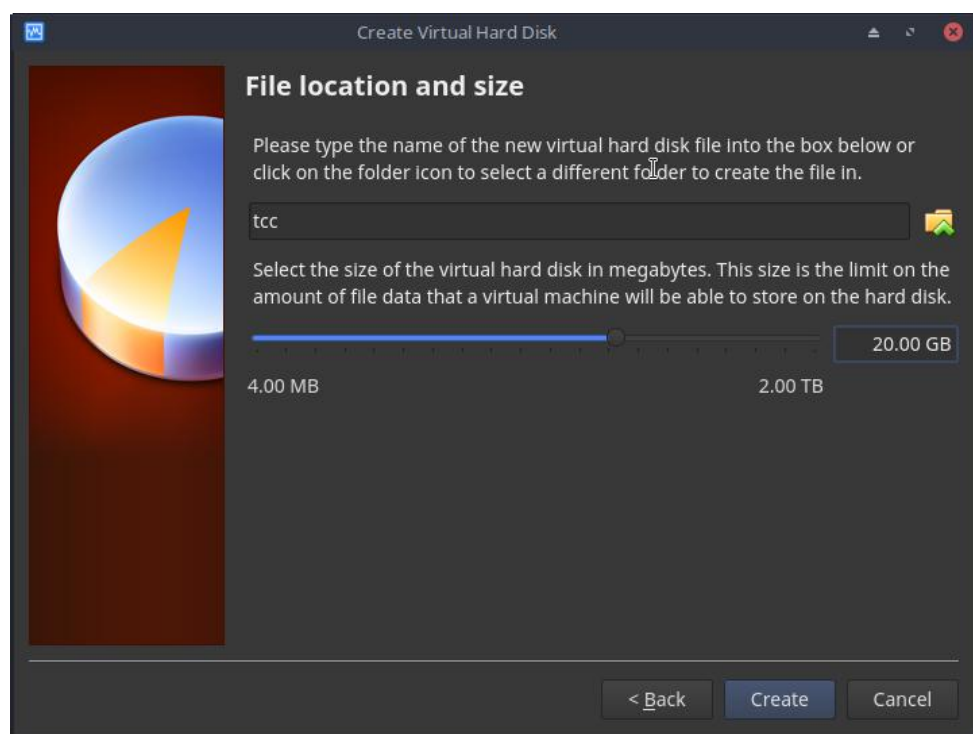 Create Virtual Hard Disk
File location and size
Please type the name of the new virtual hard disk file into the box below or
click on the folder icon to select a different folder to create the file in.
tcc
Select the size of the virtual hard disk in megabytes. This size is the limit on the
amount of file data that a virtual machine will be able to store on the hard disk.
20.00 GB
4.00 MB 2.00 TB
< Back Create Cancel